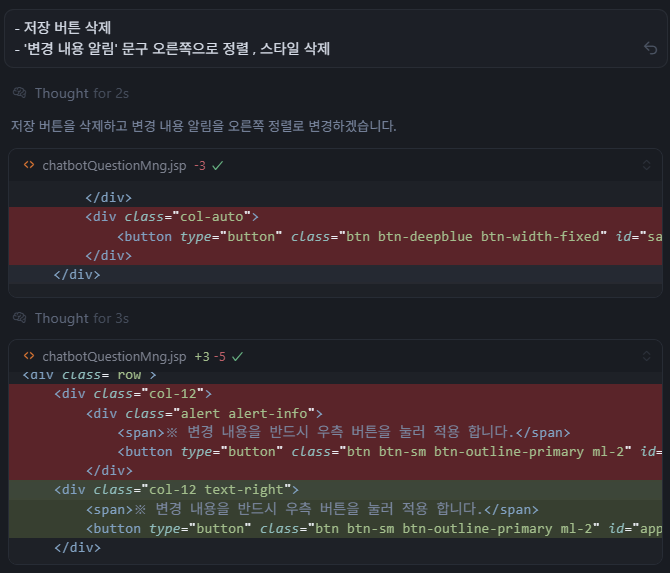 - 저장 버튼 삭제
- '변경 내용 알림' 문구 오른쪽으로 정렬 , 스타일 삭제
Thought for 2s
저장 버튼을 삭제하고 변경 내용 알림을 오른쪽 정렬로 변경하겠습니다.
<> chatbotQuestionMng.jsp -3 ✓
</div>
<div class="col-auto">
<button type="button" class="btn btn-deepblue btn-width-fixed" id="sa
</div>
</div>
Thought for 3s
<> chatbotQuestionMng.jsp +3 -5 ✓
<div class="row">
<div class="col-12">
<div class="alert alert-info">
<span>※ 변경 내용을 반드시 우측 버튼을 눌러 적용 합니다.</span>
<button type="button" class="btn btn-sm btn-outline-primary ml-2" id=
</div>
<div class="col-12 text-right">
<span>※ 변경 내용을 반드시 우측 버튼을 눌러 적용 합니다.</span>
<button type="button" class="btn btn-sm btn-outline-primary ml-2" id="app
</div>